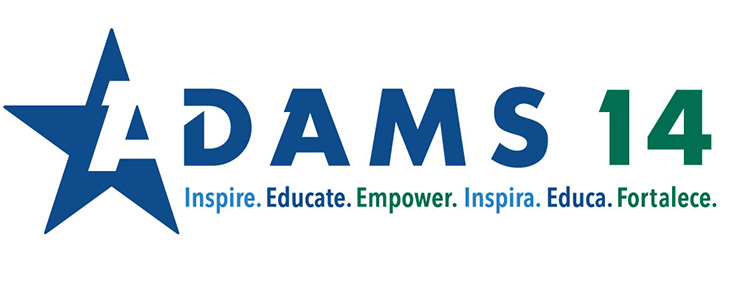 ADAMS 14
Inspire. Educate. Empower. Inspira. Educa. Fortalece.